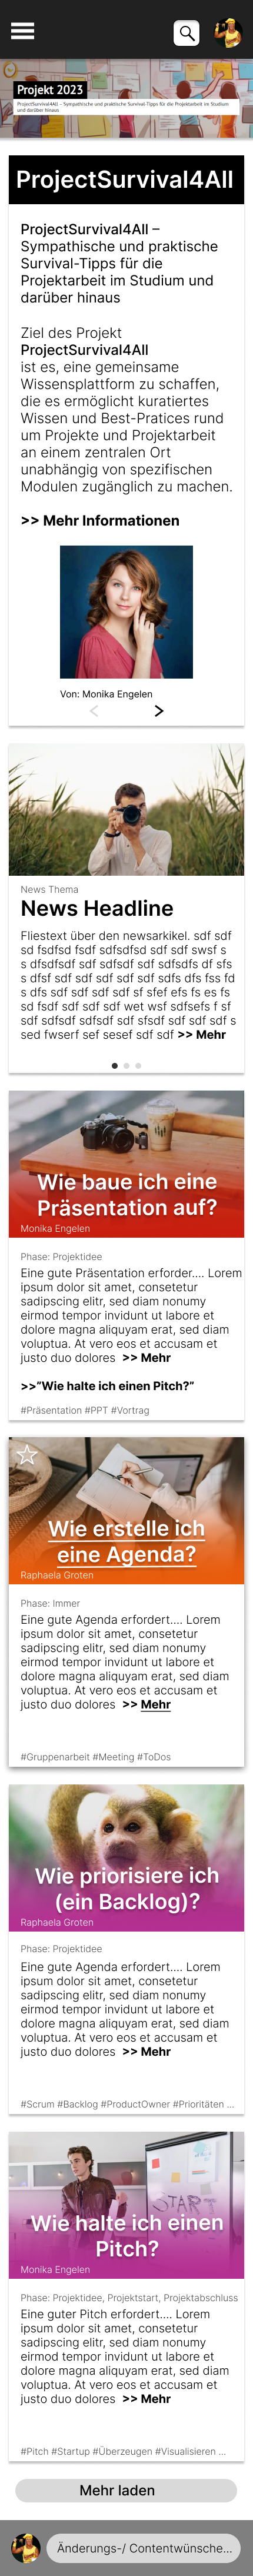 Projekt 2023
ProjectSurvival4All – Sympathische und praktische Survival-Tipps für die Projektarbeit im Studium
und darüber hinaus
ProjectSurvival4All
ProjectSurvival4All –
Sympathische und praktische
Survival-Tipps für die
Projektarbeit im Studium und
darüber hinaus
Ziel des Projekt
ProjectSurvival4All
ist es, eine gemeinsame
Wissensplattform zu schaffen,
die es ermöglicht kuratiertes
Wissen und Best-Pratices rund
um Projekte und Projektarbeit
an einem zentralen Ort
unabhängig von spezifischen
Modulen zugänglich zu machen.
>> Mehr Informationen
Von: Monika Engelen
News Thema
News Headline
Fliestext über den newsarikel. sdf sdf
sd fsdfsd fsdf sdfsdfsd sdf sdf swsf s
s dfsdfsdf sdf sdfsdf sdf sdfsdfs df sfs
s dfsf sdf sdf sdf sdf sdf sdfs dfs fss fd
s dfs sdf sdf sdf sdf sf sfef efs fs es fs
sd fsdf sdf sdf sdf wet wsf sdfsefs f sf
sdf sdfsdf sdfsdf sdf sfsdf sdf sdf sdf s
sed fwserf sef sesef sdf sdf >> Mehr
Wie baue ich eine
Präsentation auf?
Monika Engelen
Phase: Projektidee
Eine gute Präsentation erforder.... Lorem
ipsum dolor sit amet, consetetur
sadipscing elitr, sed diam nonumy
eirmod tempor invidunt ut labore et
dolore magna aliquyam erat, sed diam
voluptua. At vero eos et accusam et
justo duo dolores >> Mehr
>>“Wie halte ich einen Pitch?“
#Präsentation #PPT #Vortrag
Wie erstelle ich
eine Agenda?
Raphaela Groten
Phase: Immer
Eine gute Agenda erfordert.... Lorem
ipsum dolor sit amet, consetetur
sadipscing elitr, sed diam nonumy
eirmod tempor invidunt ut labore et
dolore magna aliquyam erat, sed diam
voluptua. At vero eos et accusam et
justo duo dolores >> Mehr
#Gruppenarbeit #Meeting #ToDos
Wie priorisiere ich
(ein Backlog)?
Raphaela Groten
Phase: Projektidee
Eine gute Agenda erfordert.... Lorem
ipsum dolor sit amet, consetetur
sadipscing elitr, sed diam nonumy
eirmod tempor invidunt ut labore et
dolore magna aliquyam erat, sed diam
voluptua. At vero eos et accusam et
justo duo dolores >> Mehr
#Scrum #Backlog #ProductOwner #Prioritäten ...
START
Wie halte ich einen
Pitch?
Monika Engelen
Phase: Projektidee, Projektstart, Projektabschluss
Eine guter Pitch erfordert.... Lorem
ipsum dolor sit amet, consetetur
sadipscing elitr, sed diam nonumy
eirmod tempor invidunt ut labore et
dolore magna aliquyam erat, sed diam
voluptua. At vero eos et accusam et
justo duo dolores >> Mehr
#Pitch #Startup #Überzeugen #Visualisieren ...
Mehr laden
Änderungs-/ Contentwünsche...